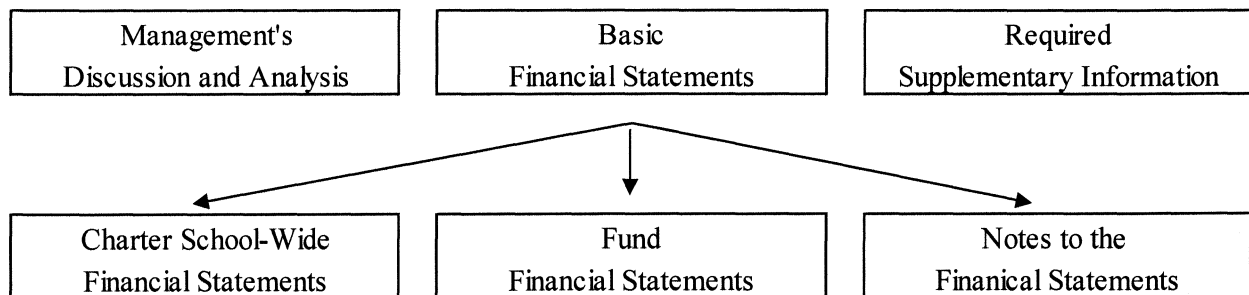 Management's
Discussion and Analysis
Basic
Financial Statements
Required
Supplementary Information
Charter School-Wide
Financial Statements
Fund
Financial Statements
Notes to the
Finanical Statements